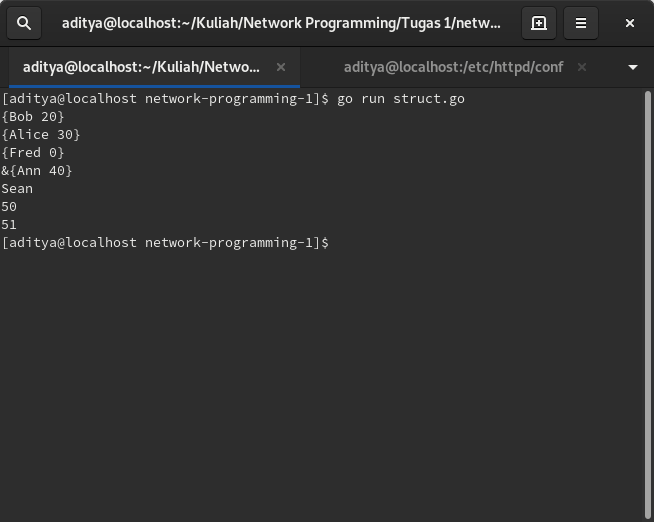 aditya@localhost:~/Kuliah/Network Programming/Tugas 1/netw...
aditya@localhost:~/Kuliah/Netwo...
aditya@localhost:/etc/httpd/conf
[aditya@localhost network-programming-1]$ go run struct.go
{Bob 20}
{Alice 30}
{Fred 0}
&{Ann 40}
Sean
50
51
[aditya@localhost network-programming-1]$